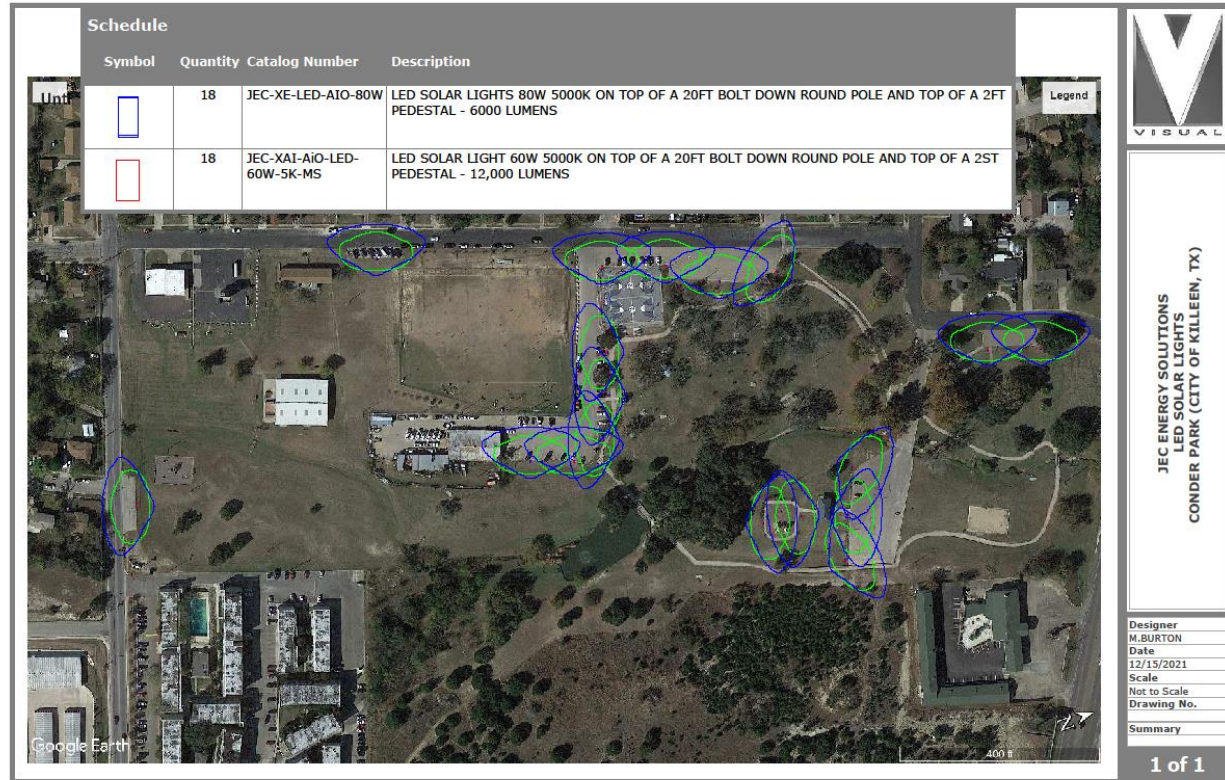 Schedule
Symbol Quantity Catalog Number Description
18 JEC-XE-LED-AIO-80W LED SOLAR LIGHTS 80W 5000K ON TOP OF A 20FT BOLT DOWN ROUND POLE AND TOP OF A 2FT
PEDESTAL - 6000 LUMENS
18 JEC-XAI-AiO-LED- LED SOLAR LIGHT 60W 5000K ON TOP OF A 20FT BOLT DOWN ROUND POLE AND TOP OF A 2ST
60W-5K-MS PEDESTAL - 12,000 LUMENS
Unti
Legend
Google Earth
400 ft
N
VISUAL
JEC ENERGY SOLUTIONS
LED SOLAR LIGHTS
CONDER PARK (CITY OF KILLEEN, TX)
Designer
M.BURTON
Date
12/15/2021
Scale
Not to Scale
Drawing No.
Summary
1 of 1